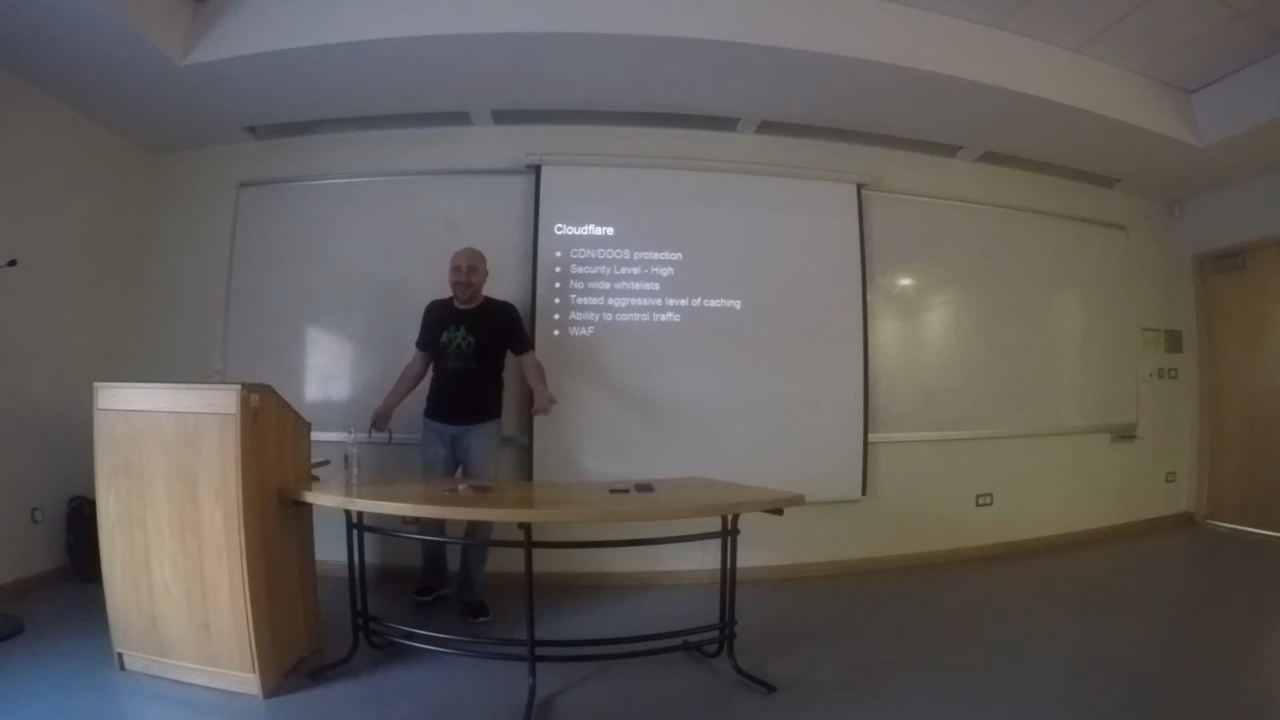 Cloudflare
CDN/DDOS protection
Security Level - High
No wide whitelists
Tested aggressive level of caching
Ability to control traffic
WAF